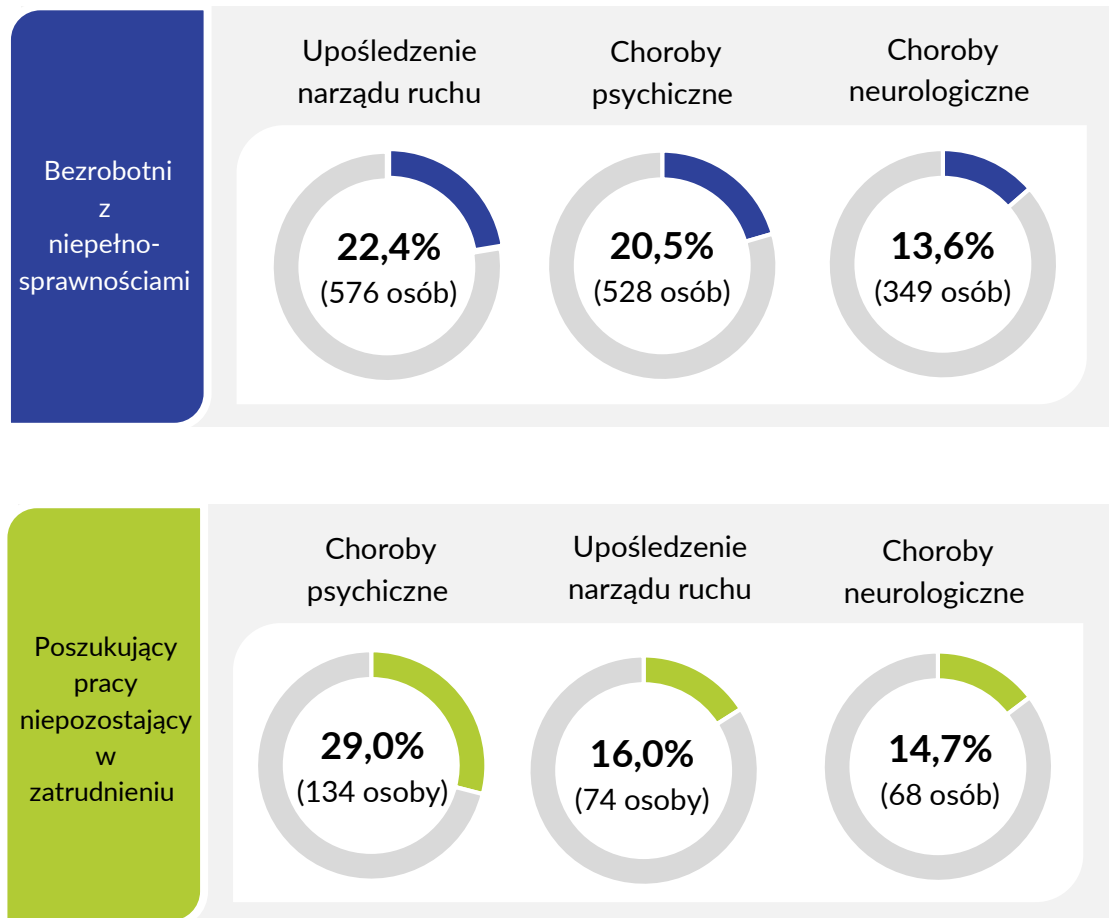 Bezrobotni
z
niepełno-
sprawnościami
Upośledzenie
narządu ruchu
Choroby
psychiczne
Choroby
neurologiczne
22,4%
(576 osób)
20,5%
(528 osób)
13,6%
(349 osób)
Poszukujący
pracy
niepozostający
w
zatrudnieniu
Choroby
psychiczne
Upośledzenie
narządu ruchu
Choroby
neurologiczne
29,0%
(134 osoby)
16,0%
(74 osoby)
14,7%
(68 osób)